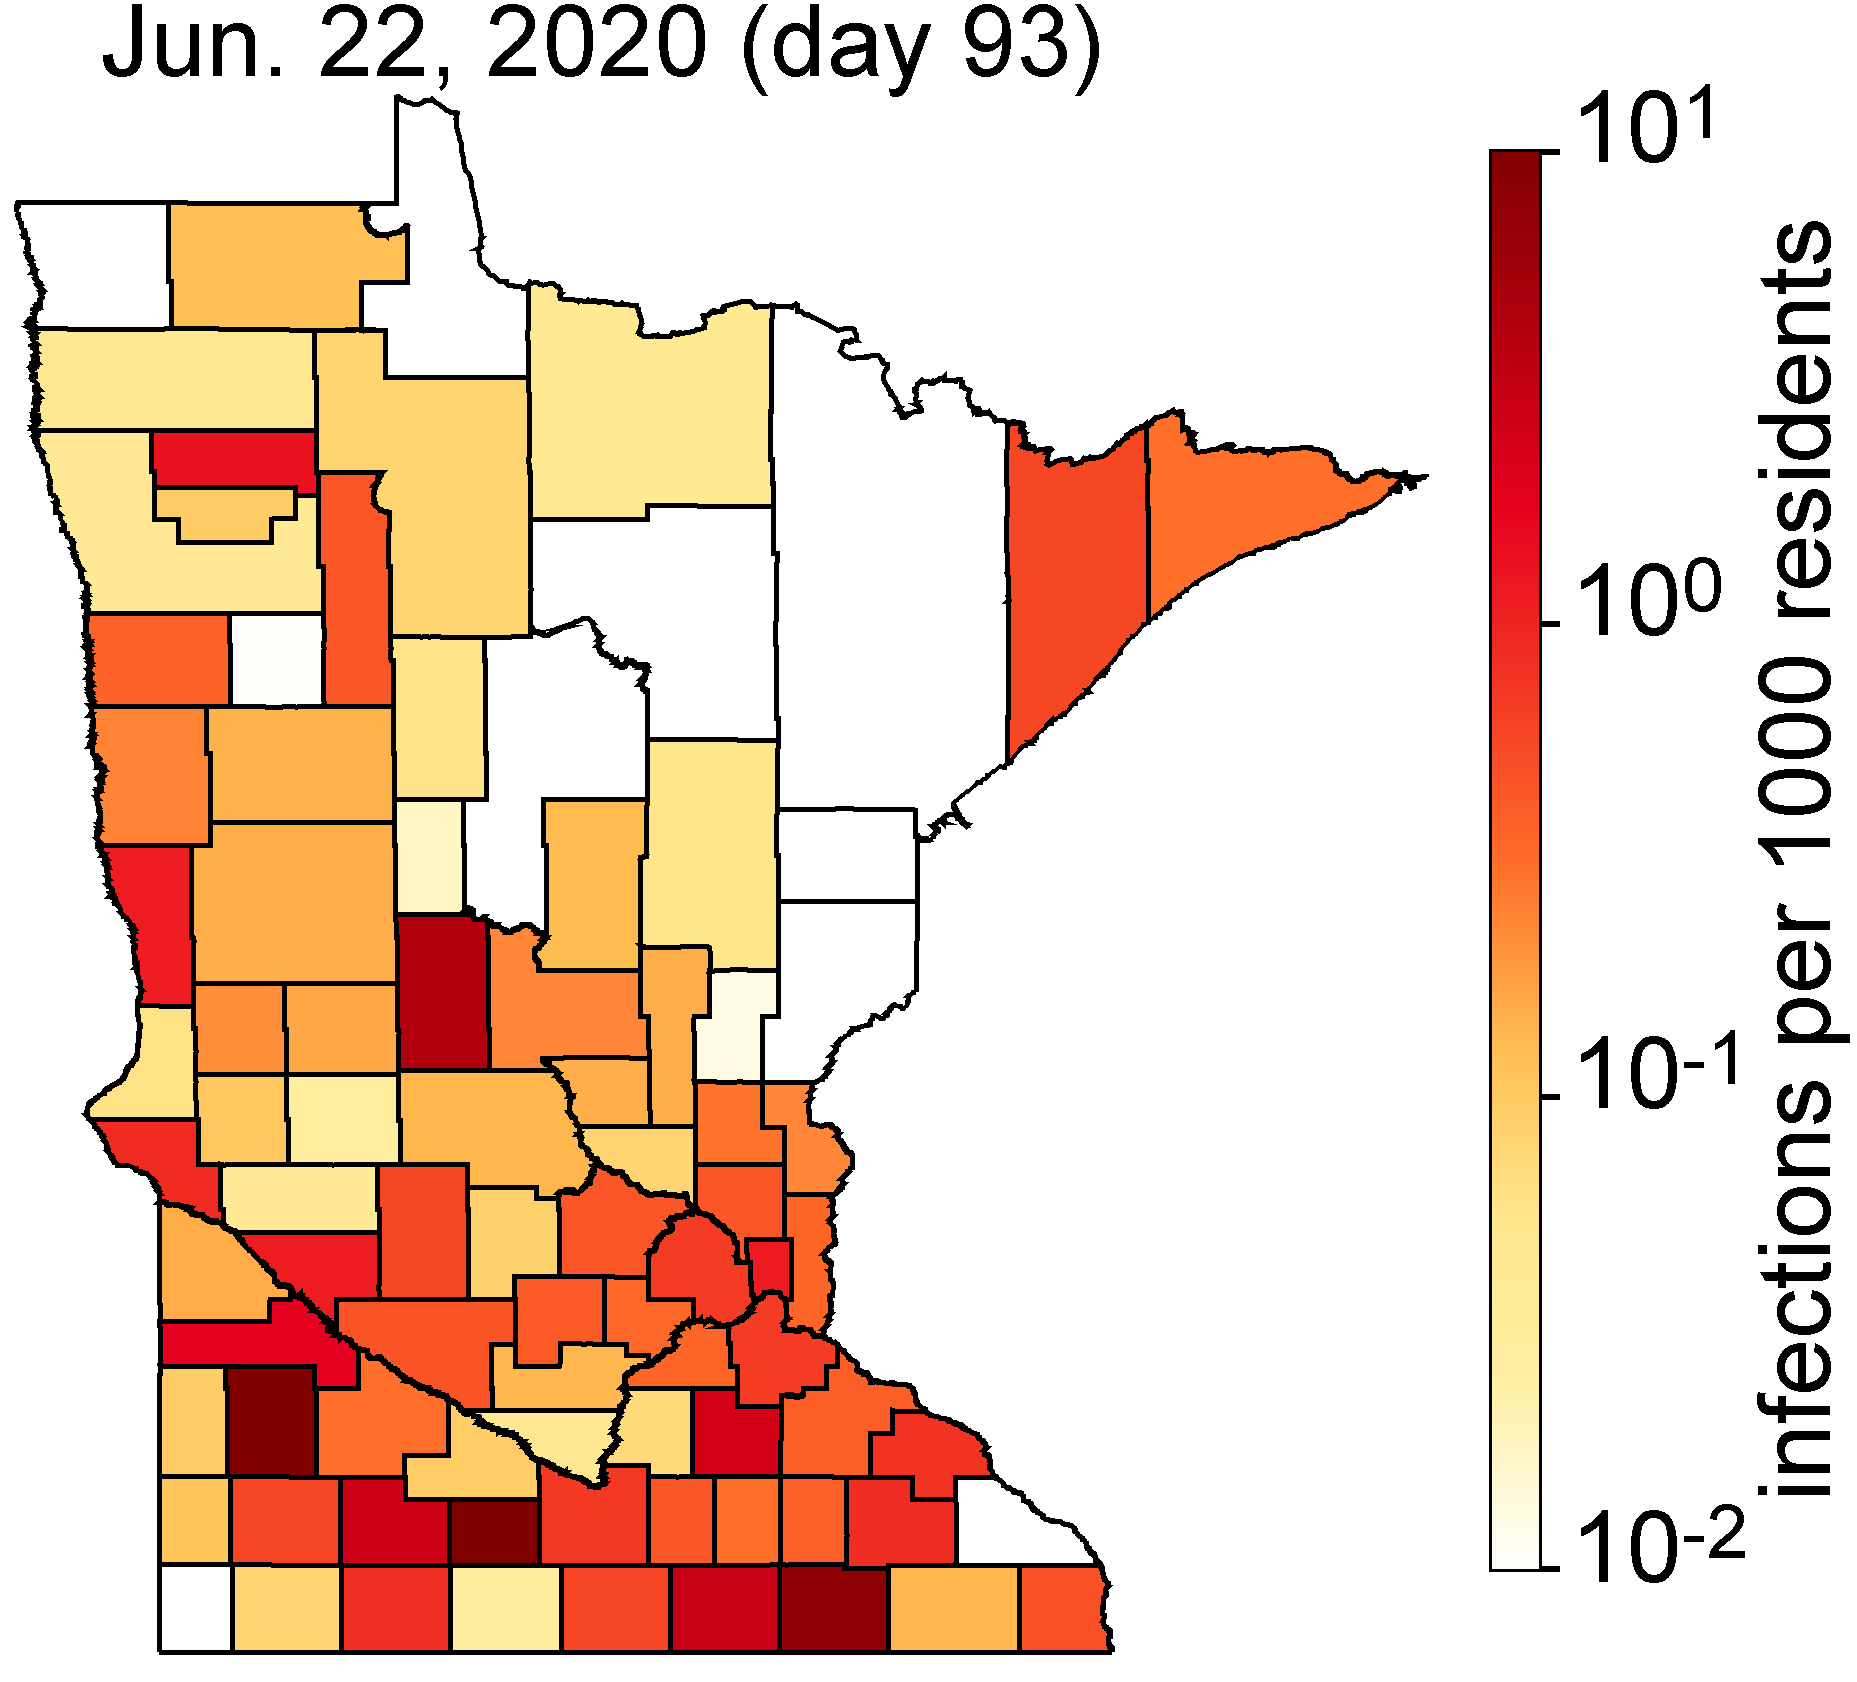 Jun. 22, 2020 (day 93)
10¹
10⁰
10⁻¹
10⁻²
infections per 1000 residents